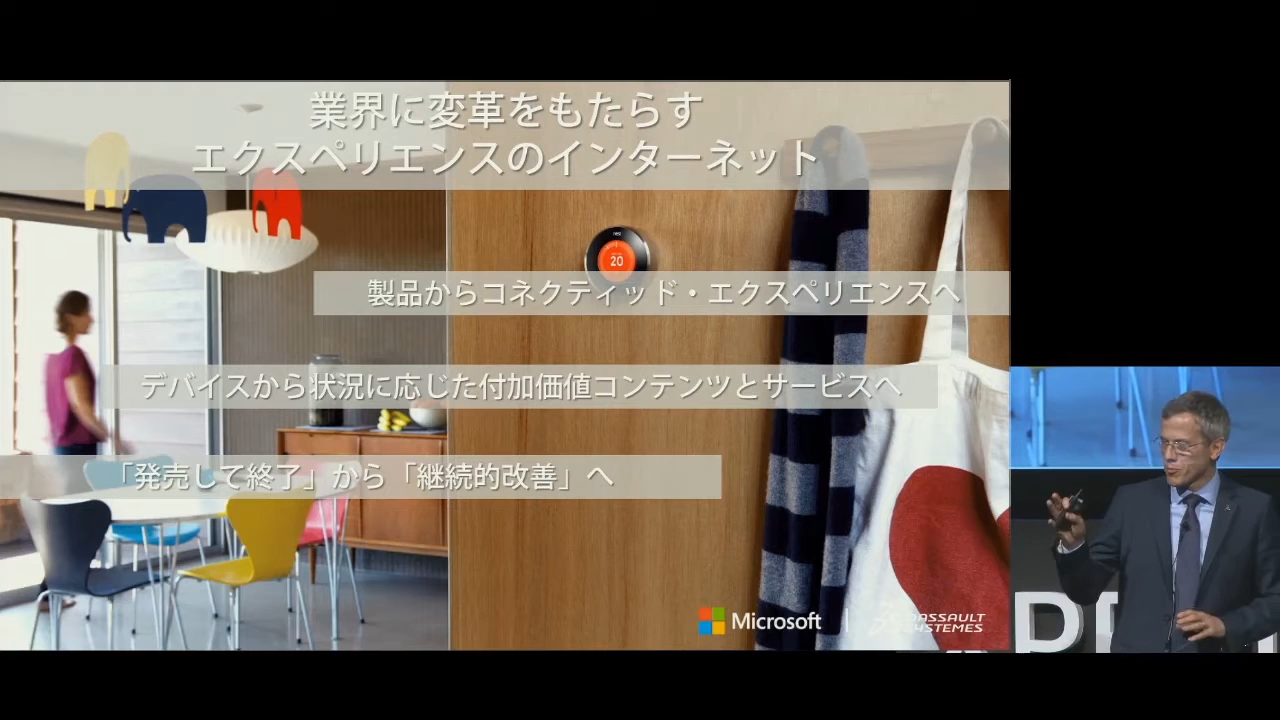 業界に変革をもたらす
エクスペリエンスのインターネット
nest
20
製品からコネクティッド・エクスペリエンスへ
デバイスから状況に応じた付加価値コンテンツとサービスへ
「発売して終了」から「継続的改善」へ
Microsoft
DASSAULT
SYSTEMES